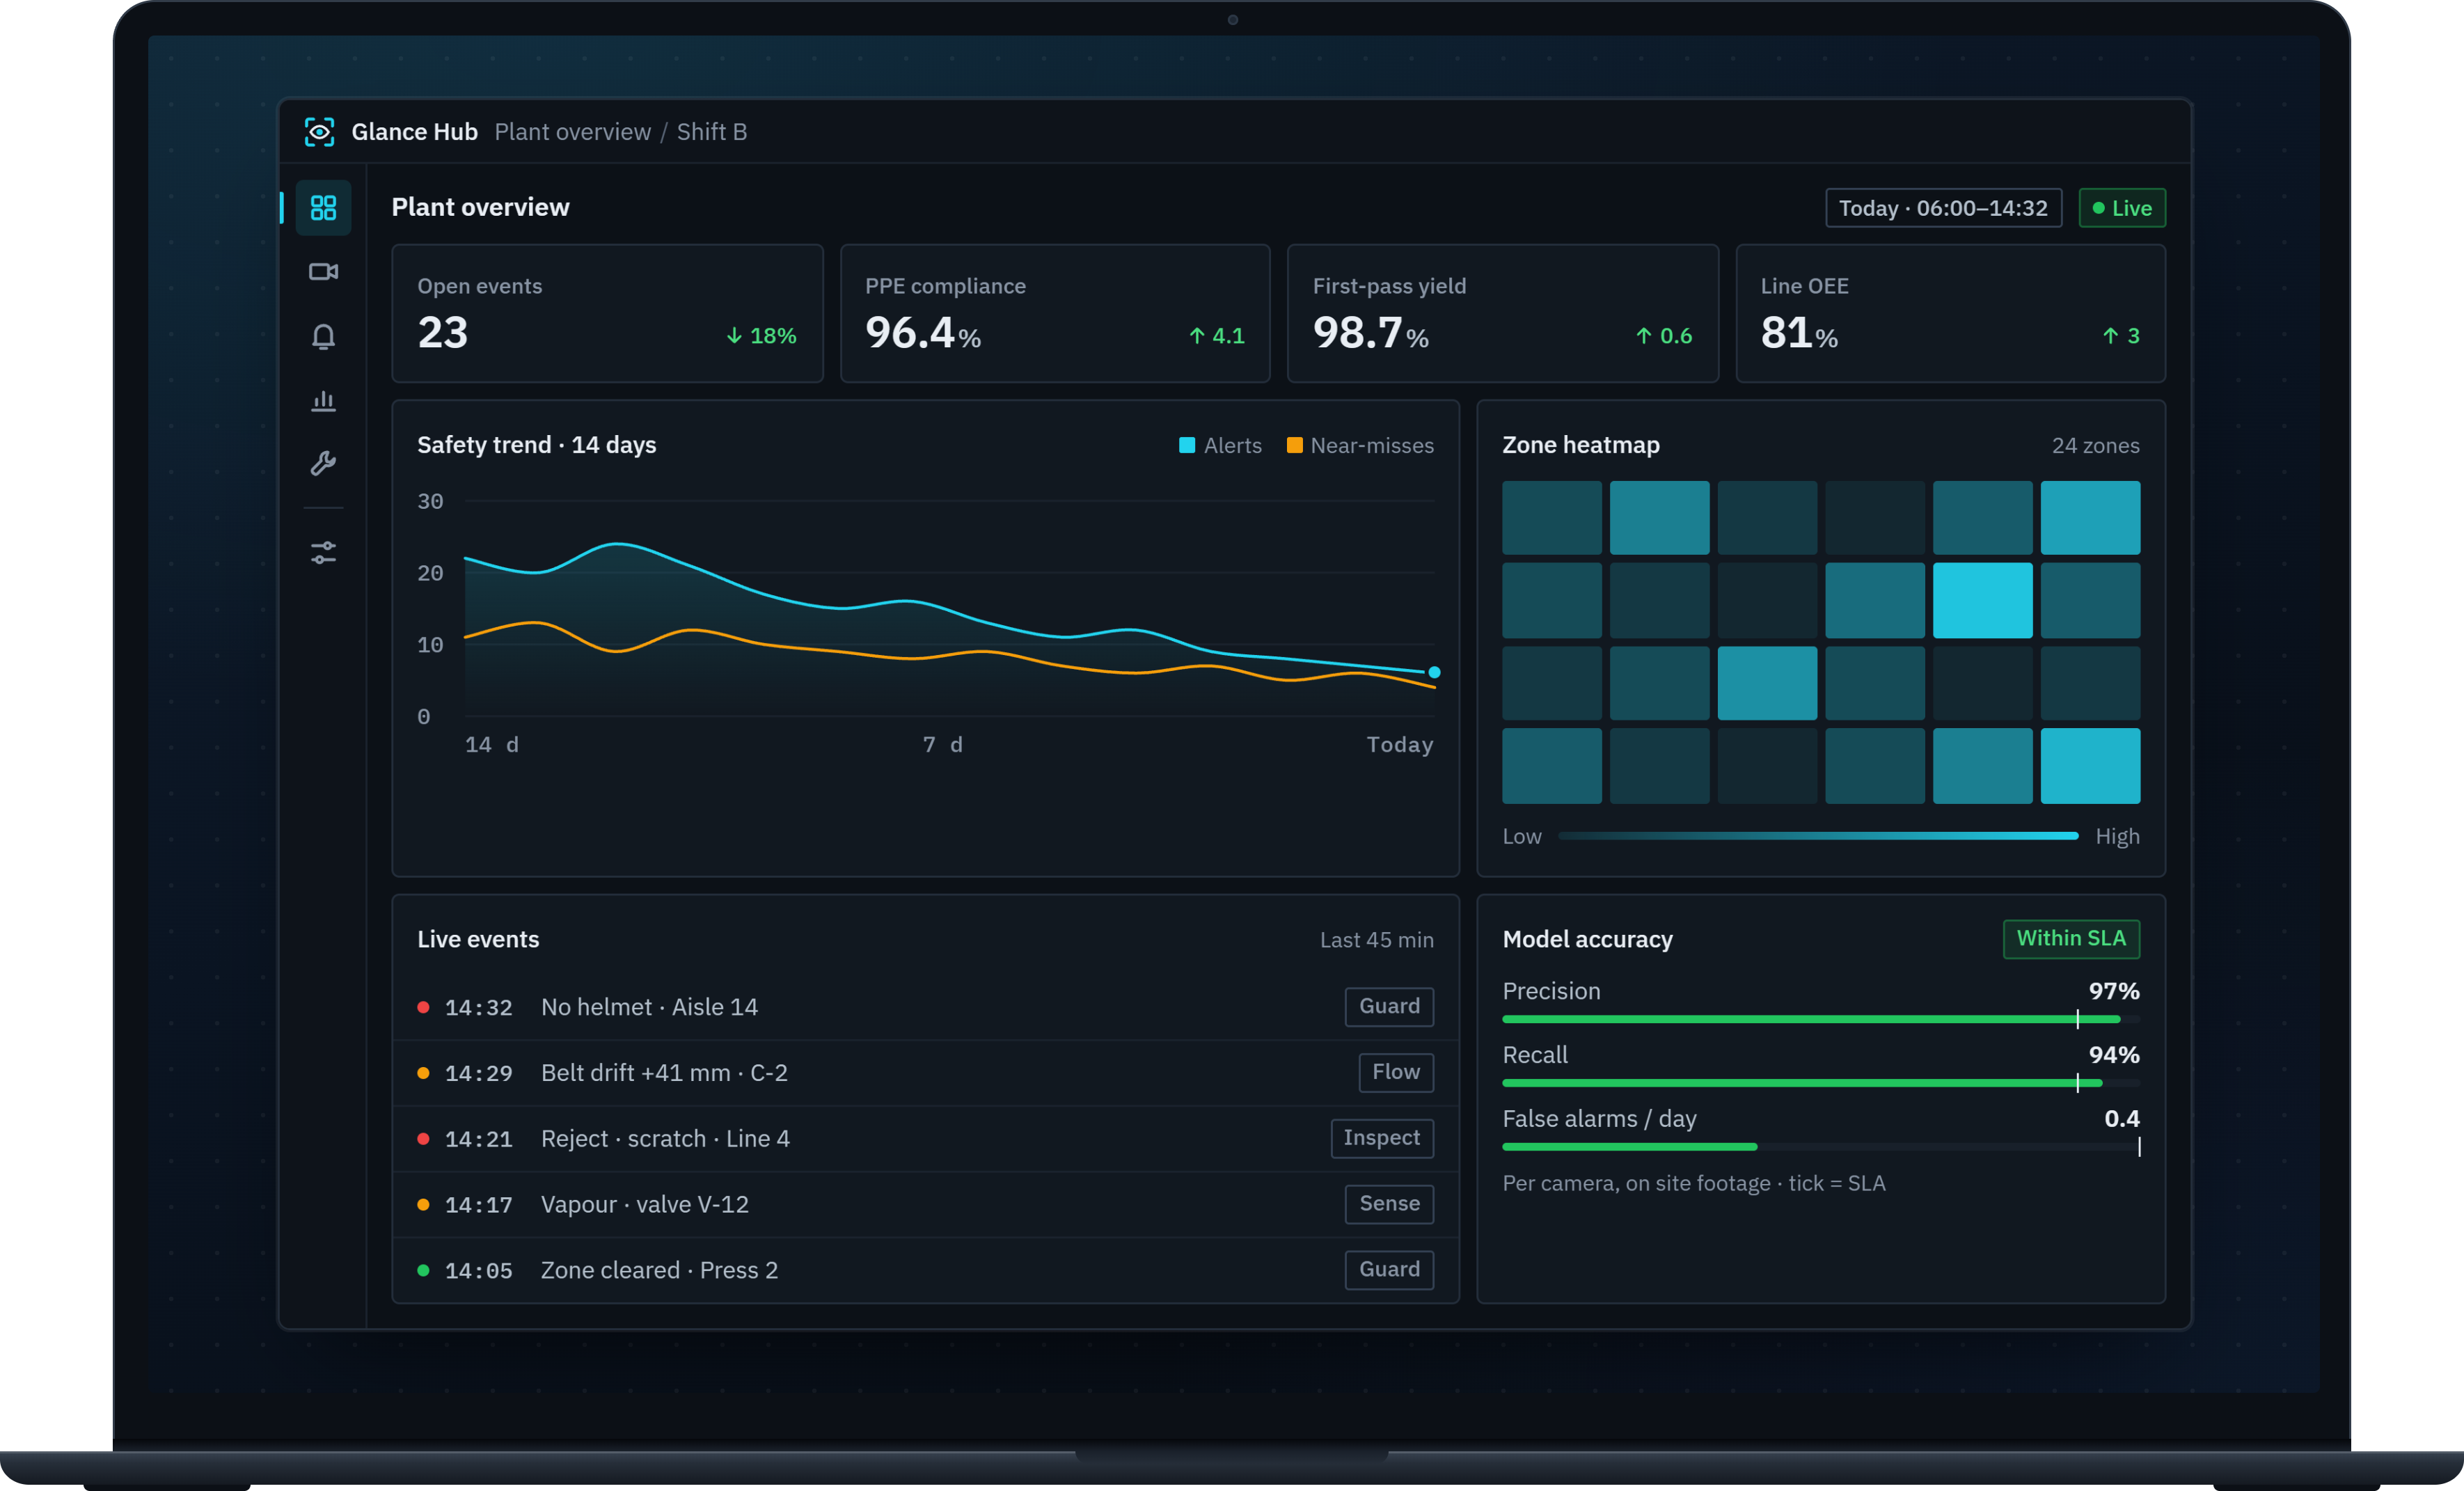 Glance Hub Plant overview / Shift B
Plant overview
Today · 06:00–14:32
Live
Open events
23
↓ 18%
PPE compliance
96.4%
↑ 4.1
First-pass yield
98.7%
↑ 0.6
Line OEE
81%
↑ 3
Safety trend · 14 days
Alerts
Near-misses
30
20
10
0
14 d
7 d
Today
Zone heatmap
24 zones
Low
High
Live events
Last 45 min
14:32 No helmet · Aisle 14 Guard
14:29 Belt drift +41 mm · C-2 Flow
14:21 Reject · scratch · Line 4 Inspect
14:17 Vapour · valve V-12 Sense
14:05 Zone cleared · Press 2 Guard
Model accuracy
Within SLA
Precision 97%
Recall 94%
False alarms / day 0.4
Per camera, on site footage · tick = SLA